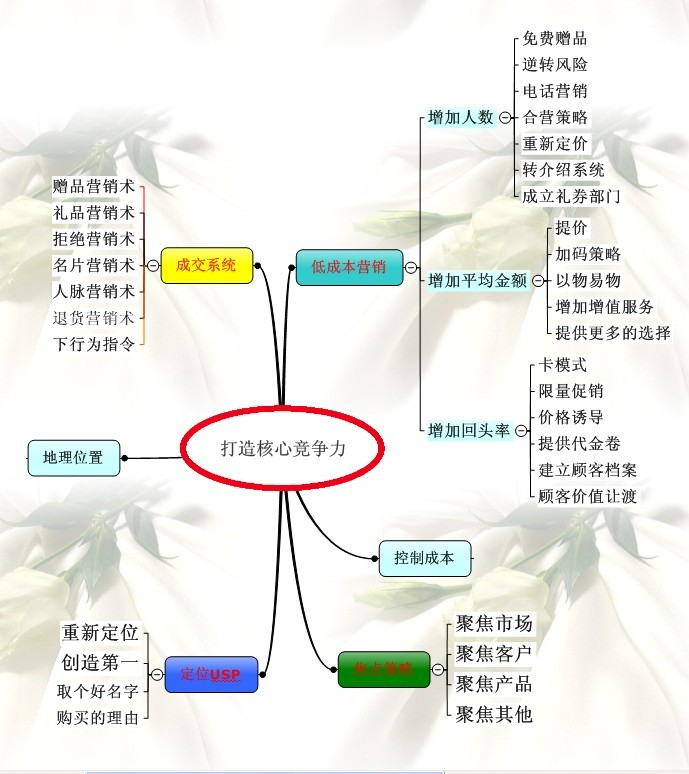 打造核心竞争力
低成本营销
增加人数
免费赠品
逆转风险
电话营销
合营策略
重新定价
转介绍系统
成立礼券部门
增加平均金额
提价
加码策略
以物易物
增加增值服务
提供更多的选择
增加回头率
卡模式
限量促销
价格诱导
提供代金卷
建立顾客档案
顾客价值让渡
控制成本
焦点策略
聚焦市场
聚焦客户
聚焦产品
聚焦其他
定位USP
重新定位
创造第一
取个好名字
购买的理由
地理位置
成交系统
赠品营销术
礼品营销术
拒绝营销术
名片营销术
人脉营销术
退货营销术
下行为指令